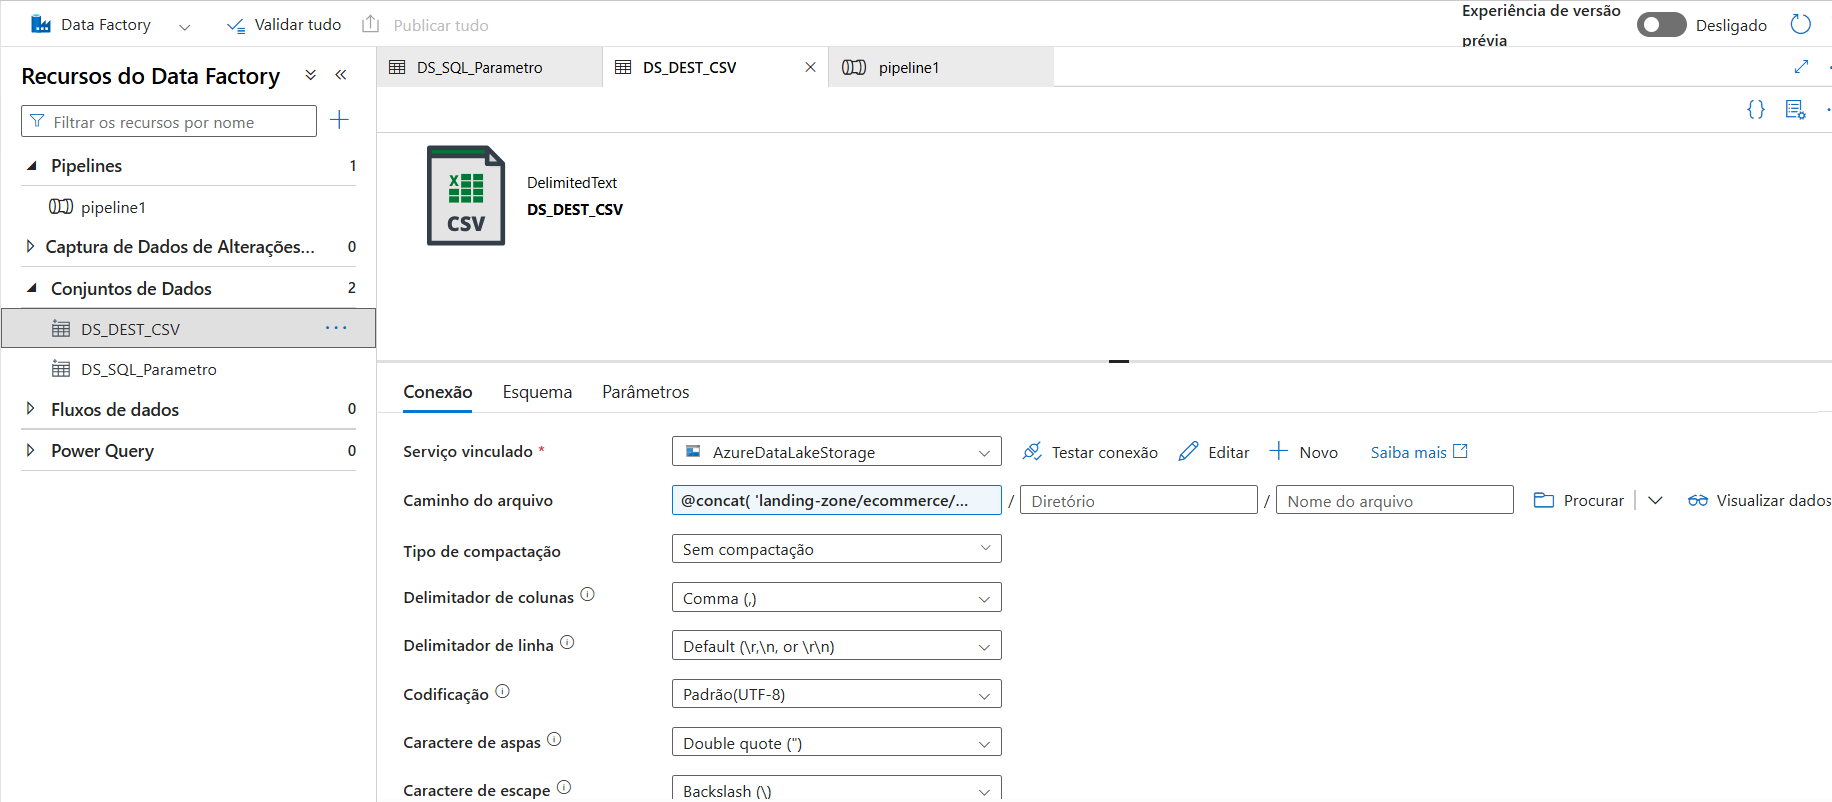 Data Factory
Validar tudo
Publicar tudo
Experiência de versão prévia
Desligado
Recursos do Data Factory
Filtrar os recursos por nome
Pipelines 1
pipeline1
Captura de Dados de Alterações... 0
Conjuntos de Dados 2
DS_DEST_CSV ...
DS_SQL_Parametro
Fluxos de dados 0
Power Query 0
DS_SQL_Parametro
DS_DEST_CSV
pipeline1
{}
X
CSV
DelimitedText
DS_DEST_CSV
Conexão Esquema Parâmetros
Serviço vinculado * AzureDataLakeStorage Testar conexão Editar Novo Saiba mais
Caminho do arquivo @concat( 'landing-zone/ecommerce/... / Diretório / Nome do arquivo Procurar Visualizar dados
Tipo de compactação Sem compactação
Delimitador de colunas Comma (,)
Delimitador de linha Default (\r,\n, or \r\n)
Codificação Padrão(UTF-8)
Caractere de aspas Double quote (")
Caractere de escape Backslash (\)